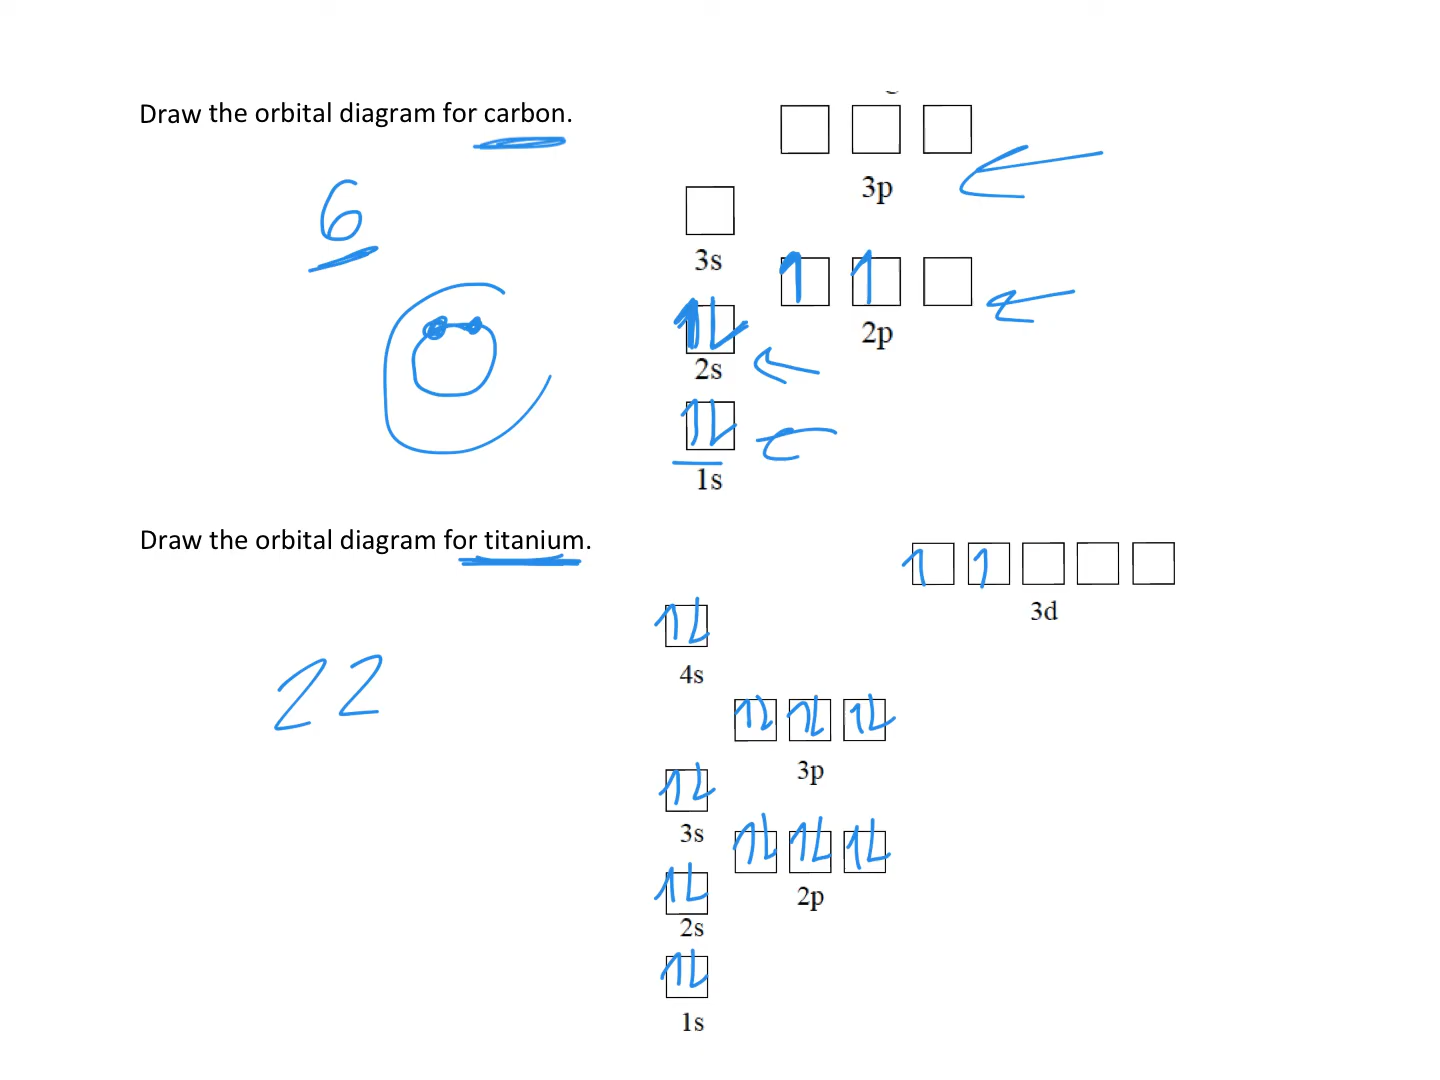 Draw the orbital diagram for carbon.
6
3p
3s
2p
2s
1s
Draw the orbital diagram for titanium.
22
3d
4s
3p
3s
2p
2s
1s